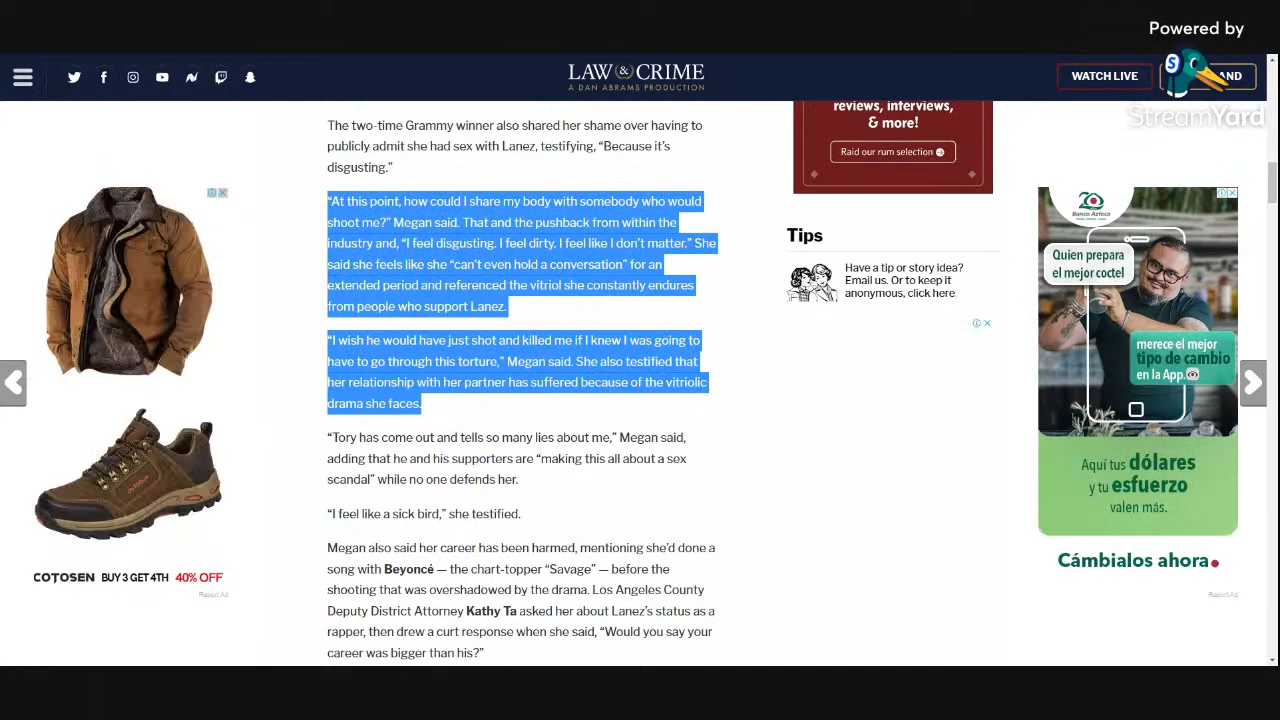 Powered by
StreamYard
LAW & CRIME
A DAN ABRAMS PRODUCTION
WATCH LIVE
AND
The two-time Grammy winner also shared her shame over having to
publicly admit she had sex with Lanez, testifying, “Because it’s
disgusting.”
“At this point, how could I share my body with somebody who would
shoot me?” Megan said. That and the pushback from within the
industry and, “I feel disgusting. I feel dirty. I feel like I don’t matter.” She
said she feels like she “can’t even hold a conversation” for an
extended period and referenced the vitriol she constantly endures
from people who support Lanez.
“I wish he would have just shot and killed me if I knew I was going to
have to go through this torture,” Megan said. She also testified that
her relationship with her partner has suffered because of the vitriolic
drama she faces.
“Tory has come out and tells so many lies about me,” Megan said,
adding that he and his supporters are “making this all about a sex
scandal” while no one defends her.
“I feel like a sick bird,” she testified.
Megan also said her career has been harmed, mentioning she’d done a
song with Beyoncé — the chart-topper “Savage” — before the
shooting that was overshadowed by the drama. Los Angeles County
Deputy District Attorney Kathy Ta asked her about Lanez’s status as a
rapper, then drew a curt response when she said, “Would you say your
career was bigger than his?”
COTOSEN BUY 3 GET 4TH 40% OFF
Report Ad
reviews, interviews,
& more!
Raid our rum selection
Tips
Have a tip or story idea?
Email us. Or to keep it
anonymous, click here.
20
Banco Azteca
Quien prepara
el mejor coctel
merece el mejor
tipo de cambio
en la App.
Aquí tus dólares
y tu esfuerzo
valen más.
Cámbialos ahora.
Report Ad